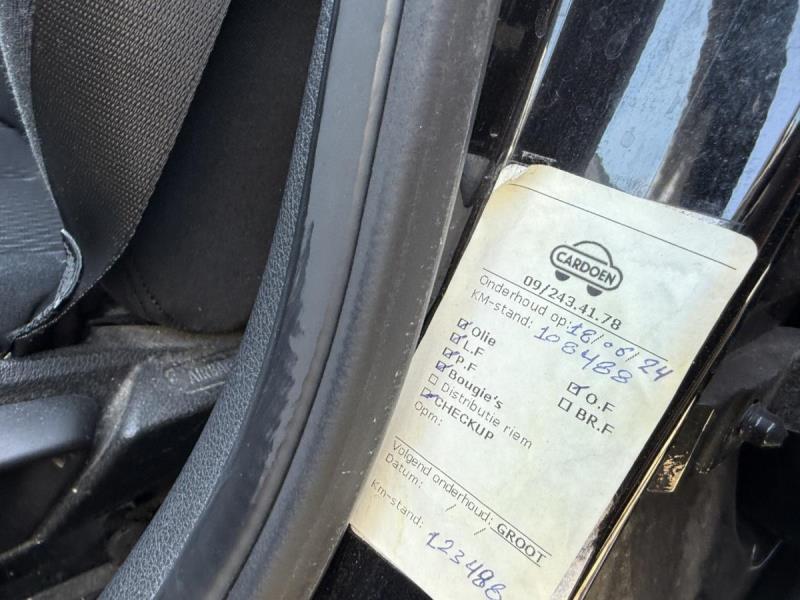 CARDOEN
09/243.41.78
Onderhoud op: 18/06/24
KM-stand: 108488
☑ Olie
☑ L.F ☑ O.F
☑ P.F ☐ BR.F
☑ Bougie's
☐ Distributie riem
☑ CHECKUP
Opm:
Volgend onderhoud: GROOT
Datum: / /
Km-stand: 123488